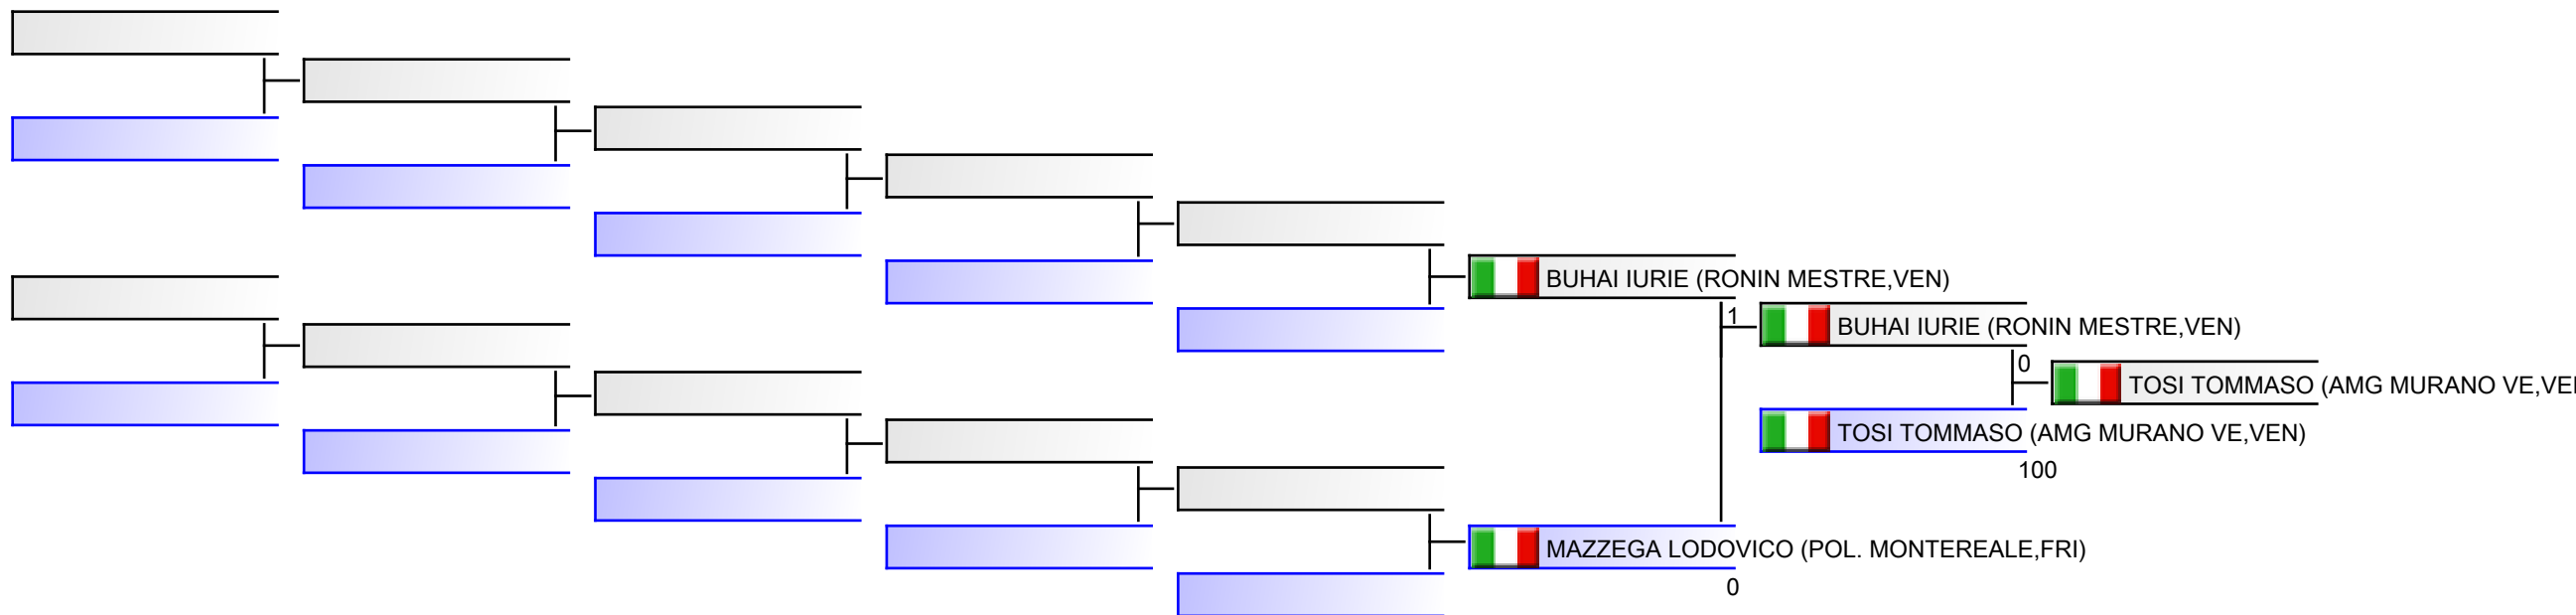 BUHAI IURIE (RONIN MESTRE,VEN)
1
BUHAI IURIE (RONIN MESTRE,VEN)
0
TOSI TOMMASO (AMG MURANO VE,VE
TOSI TOMMASO (AMG MURANO VE,VEN)
100
MAZZEGA LODOVICO (POL. MONTEREALE,FRI)
0